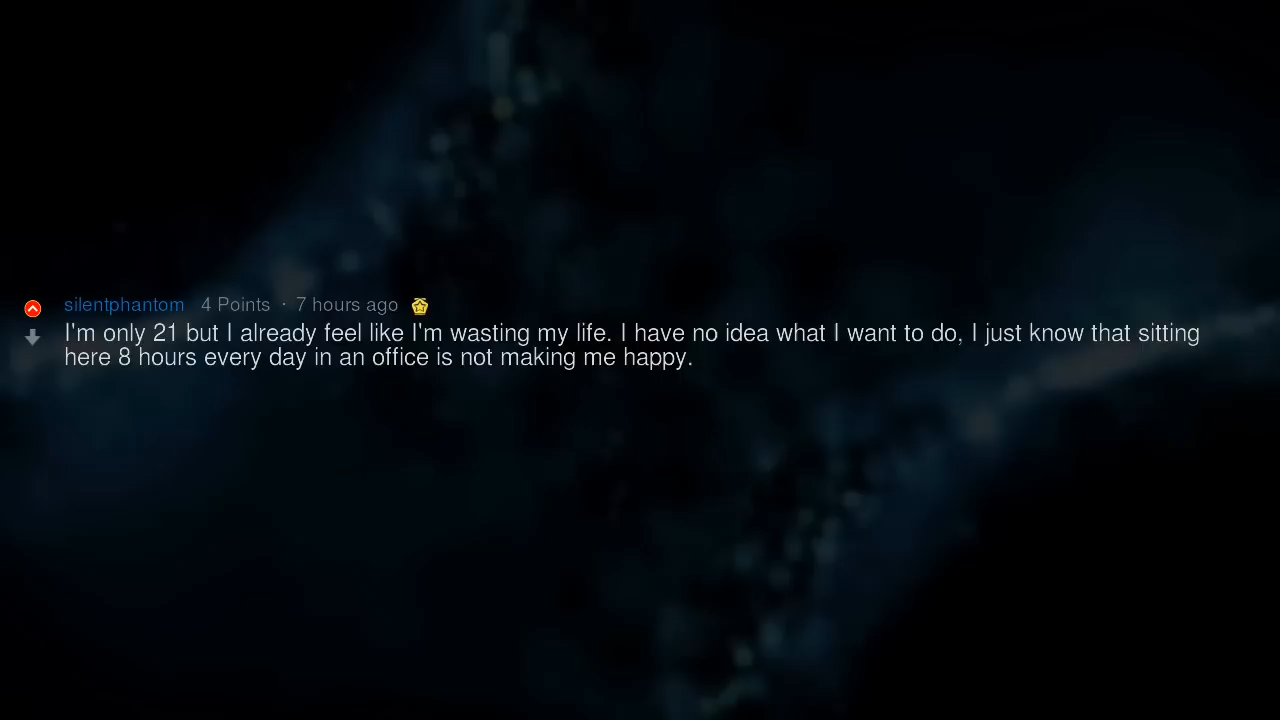 silentphantom 4 Points · 7 hours ago
I'm only 21 but I already feel like I'm wasting my life. I have no idea what I want to do, I just know that sitting
here 8 hours every day in an office is not making me happy.